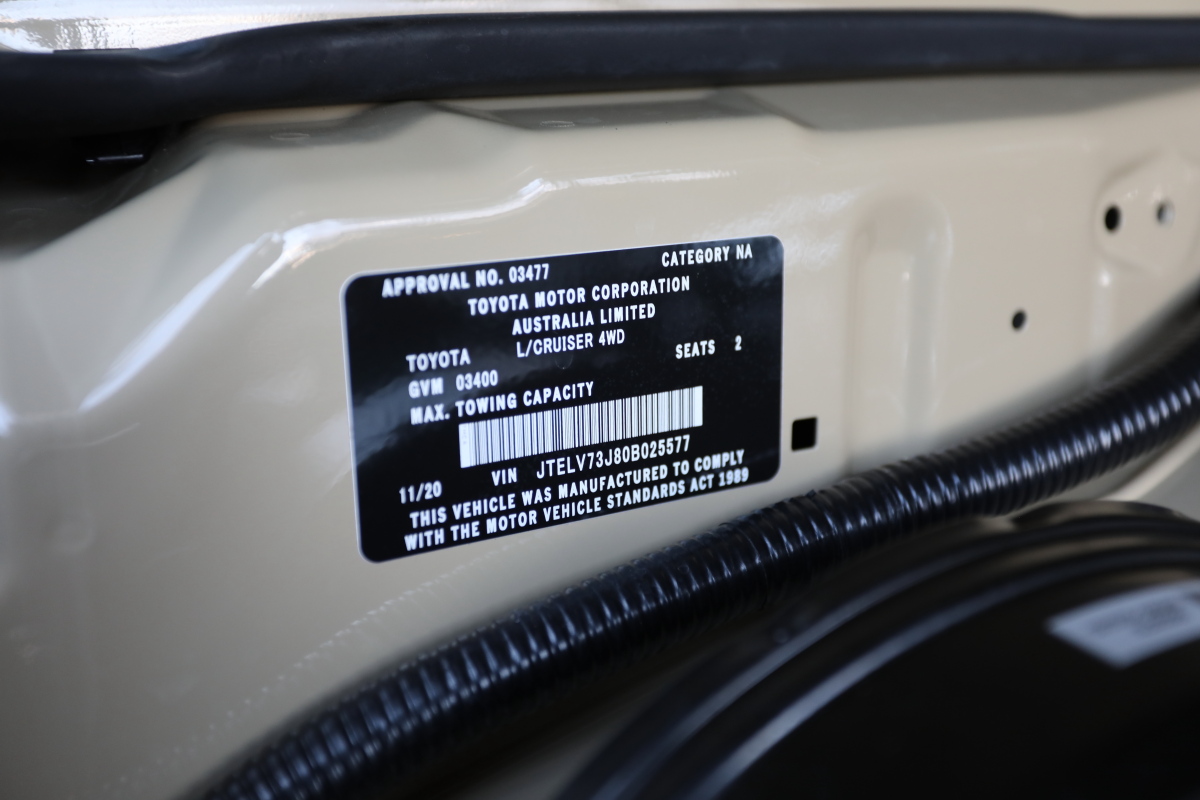 APPROVAL NO. 03477 CATEGORY NA
TOYOTA MOTOR CORPORATION
AUSTRALIA LIMITED
TOYOTA L/CRUISER 4WD
GVM 03400 SEATS 2
MAX. TOWING CAPACITY
VIN JTELV73J80B025577
11/20
THIS VEHICLE WAS MANUFACTURED TO COMPLY
WITH THE MOTOR VEHICLE STANDARDS ACT 1989